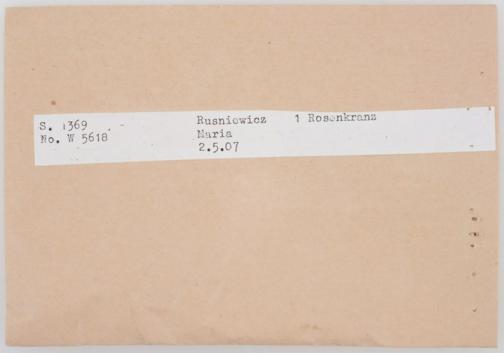 S. 1369 Rusniewicz 1 Rosenkranz
No. W 5618 Maria
2.5.07